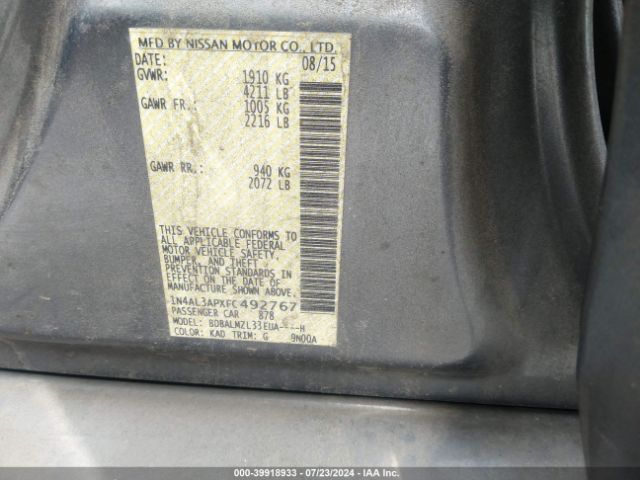 MFD BY NISSAN MOTOR CO., LTD.
DATE: 08/15
GVWR: 1910 KG
4211 LB
GAWR FR.: 1005 KG
2216 LB
GAWR RR.: 940 KG
2072 LB
THIS VEHICLE CONFORMS TO
ALL APPLICABLE FEDERAL
MOTOR VEHICLE SAFETY,
BUMPER, AND THEFT
PREVENTION STANDARDS IN
EFFECT ON THE DATE OF
MANUFACTURE SHOWN ABOVE.
1N4AL3APXFC492767
PASSENGER CAR 878
MODEL: BDBALMZL33EUA----H
COLOR: KAD TRIM: G 9N00A
000-39918933 - 07/23/2024 - IAA Inc.